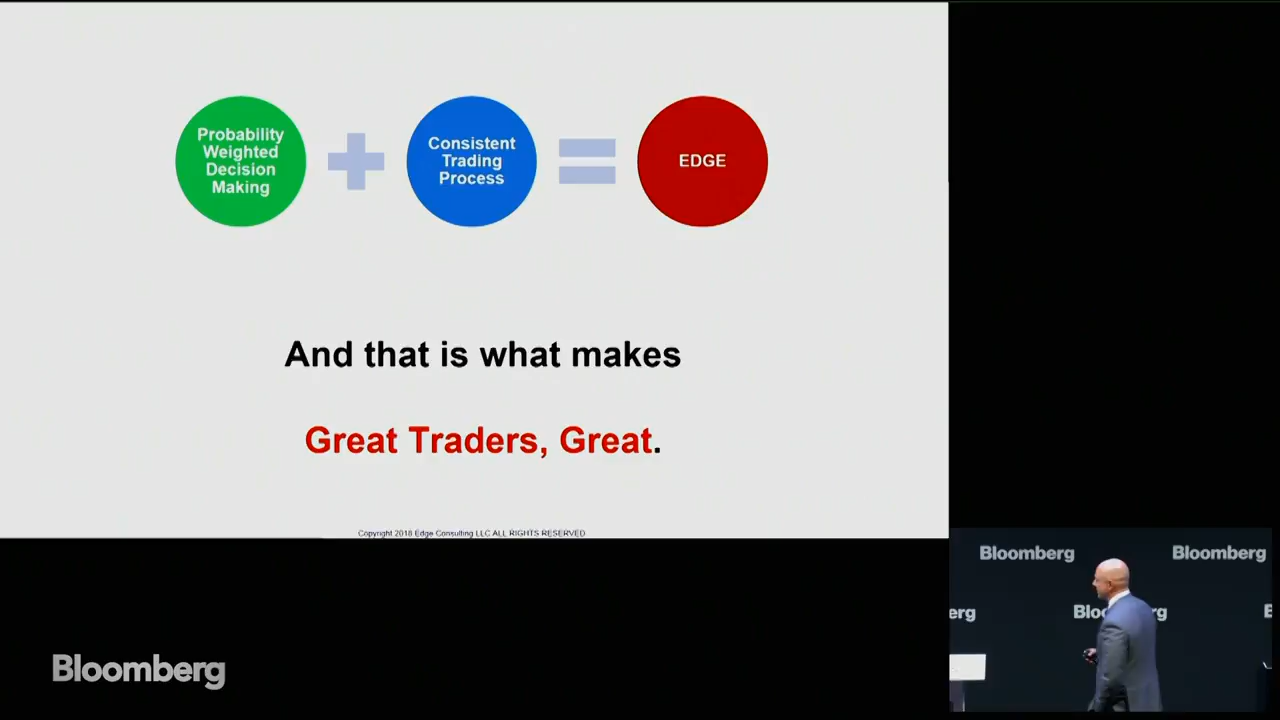 Probability
Weighted
Decision
Making
Consistent
Trading
Process
EDGE
And that is what makes
Great Traders, Great.
Copyright 2018 Edge Consulting LLC ALL RIGHTS RESERVED
Bloomberg
Bloomberg
erg
Bloomberg
Bloomberg